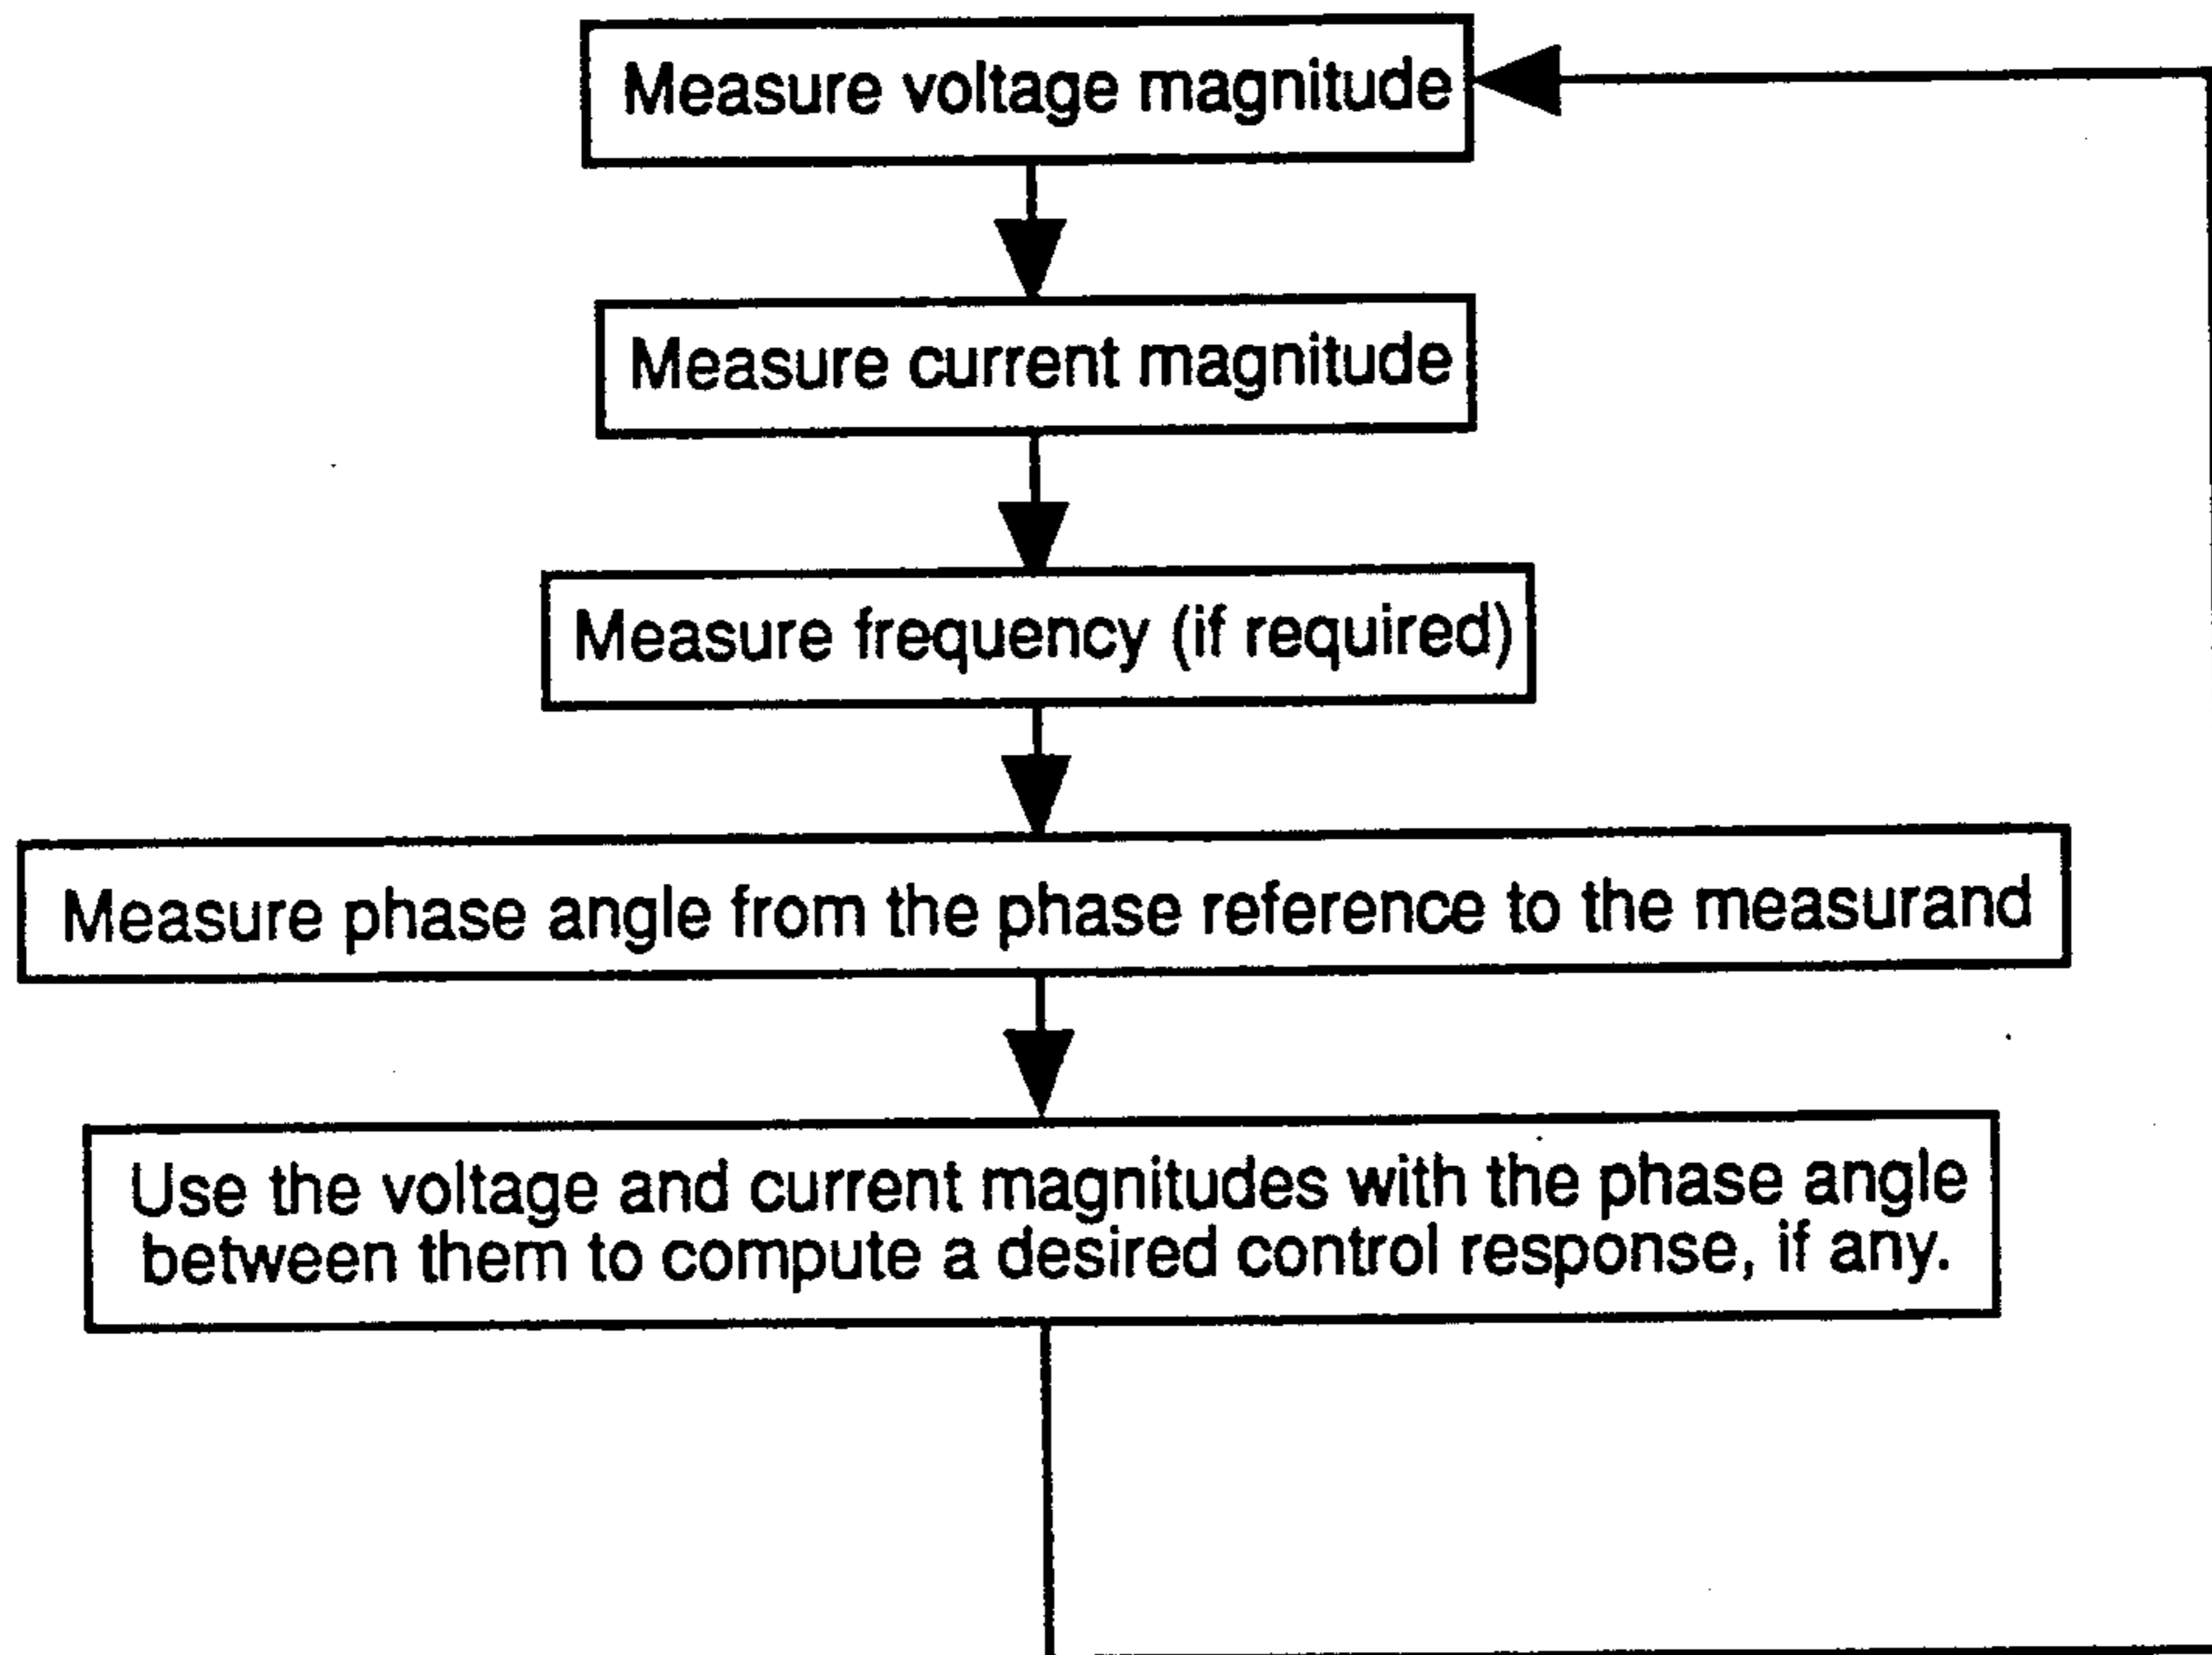 Measure voltage magnitude
Measure current magnitude
Measure frequency (if required)
Measure phase angle from the phase reference to the measurand
Use the voltage and current magnitudes with the phase angle
between them to compute a desired control response, if any.